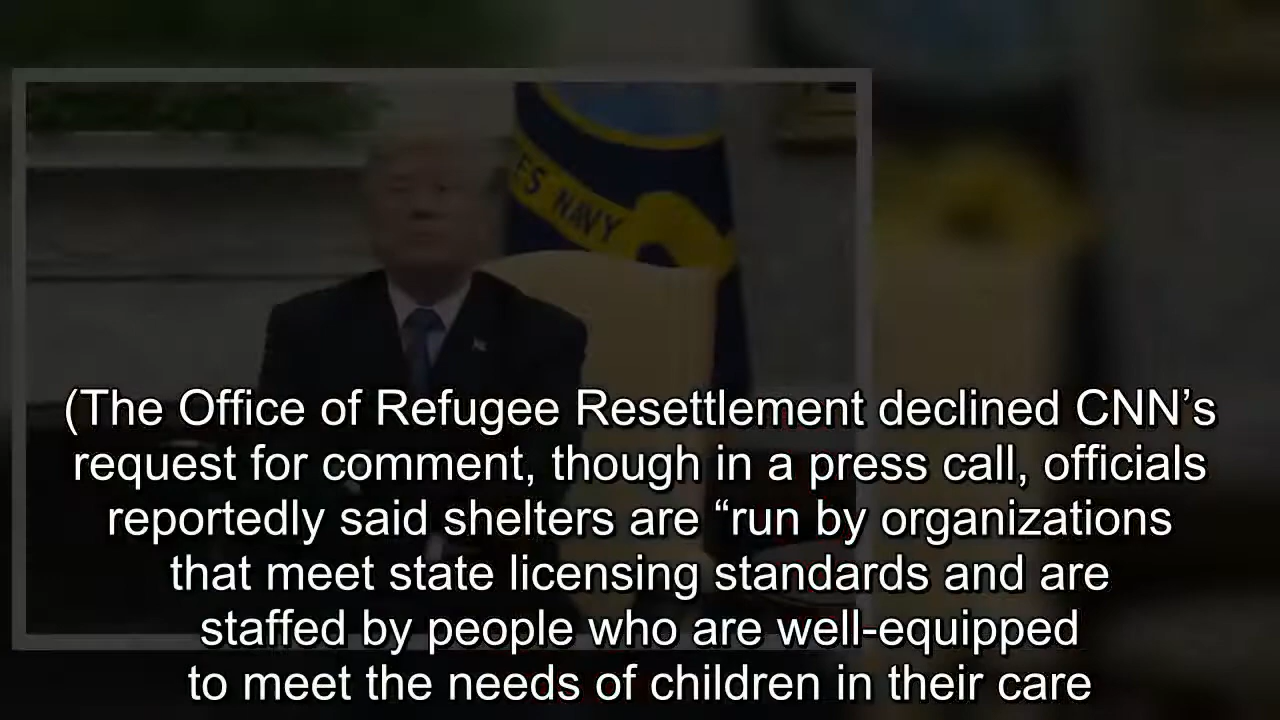 ES NAVY
(The Office of Refugee Resettlement declined CNN’s
request for comment, though in a press call, officials
reportedly said shelters are “run by organizations
that meet state licensing standards and are
staffed by people who are well-equipped
to meet the needs of children in their care